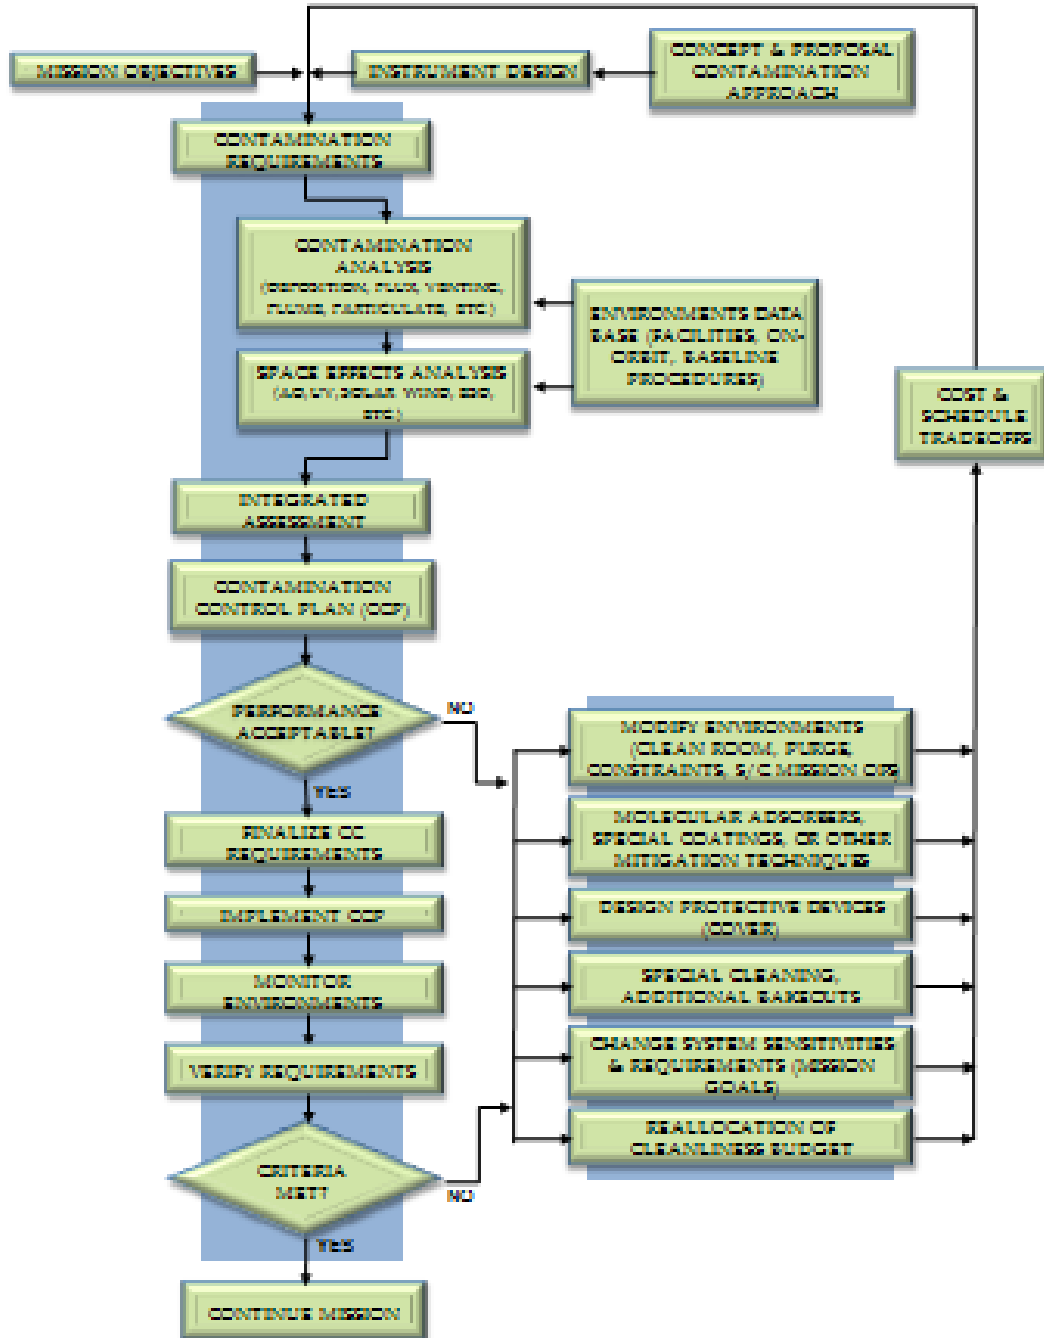 MISSION OBJECTIVES
INSTRUMENT DESIGN
CONCEPT & PROPOSAL
CONTAMINATION
APPROACH
CONTAMINATION
REQUIREMENTS
CONTAMINATION
ANALYSIS
(DEPOSITION, FLUX, VENTING,
PLUME, PARTICULATE, ETC.)
ENVIRONMENTS DATA
BASE (FACILITIES, ON-
ORBIT, BASELINE
PROCEDURES)
SPACE EFFECTS ANALYSIS
(AO, UV, SOLAR WIND, ESD,
ETC.)
COST &
SCHEDULE
TRADEOFFS
INTEGRATED
ASSESSMENT
CONTAMINATION
CONTROL PLAN (CCP)
PERFORMANCE
ACCEPTABLE?
NO
YES
MODIFY ENVIRONMENTS
(CLEAN ROOM, PURGE,
CONSTRAINTS, S/C MISSION OPS)
FINALIZE CC
REQUIREMENTS
MOLECULAR ADSORBERS,
SPECIAL COATINGS, OR OTHER
MITIGATION TECHNIQUES
IMPLEMENT CCP
DESIGN PROTECTIVE DEVICES
(COVER)
MONITOR
ENVIRONMENTS
SPECIAL CLEANING,
ADDITIONAL BAKEOUTS
VERIFY REQUIREMENTS
CHANGE SYSTEM SENSITIVITIES
& REQUIREMENTS (MISSION
GOALS)
REALLOCATION OF
CLEANLINESS BUDGET
CRITERIA
MET?
NO
YES
CONTINUE MISSION